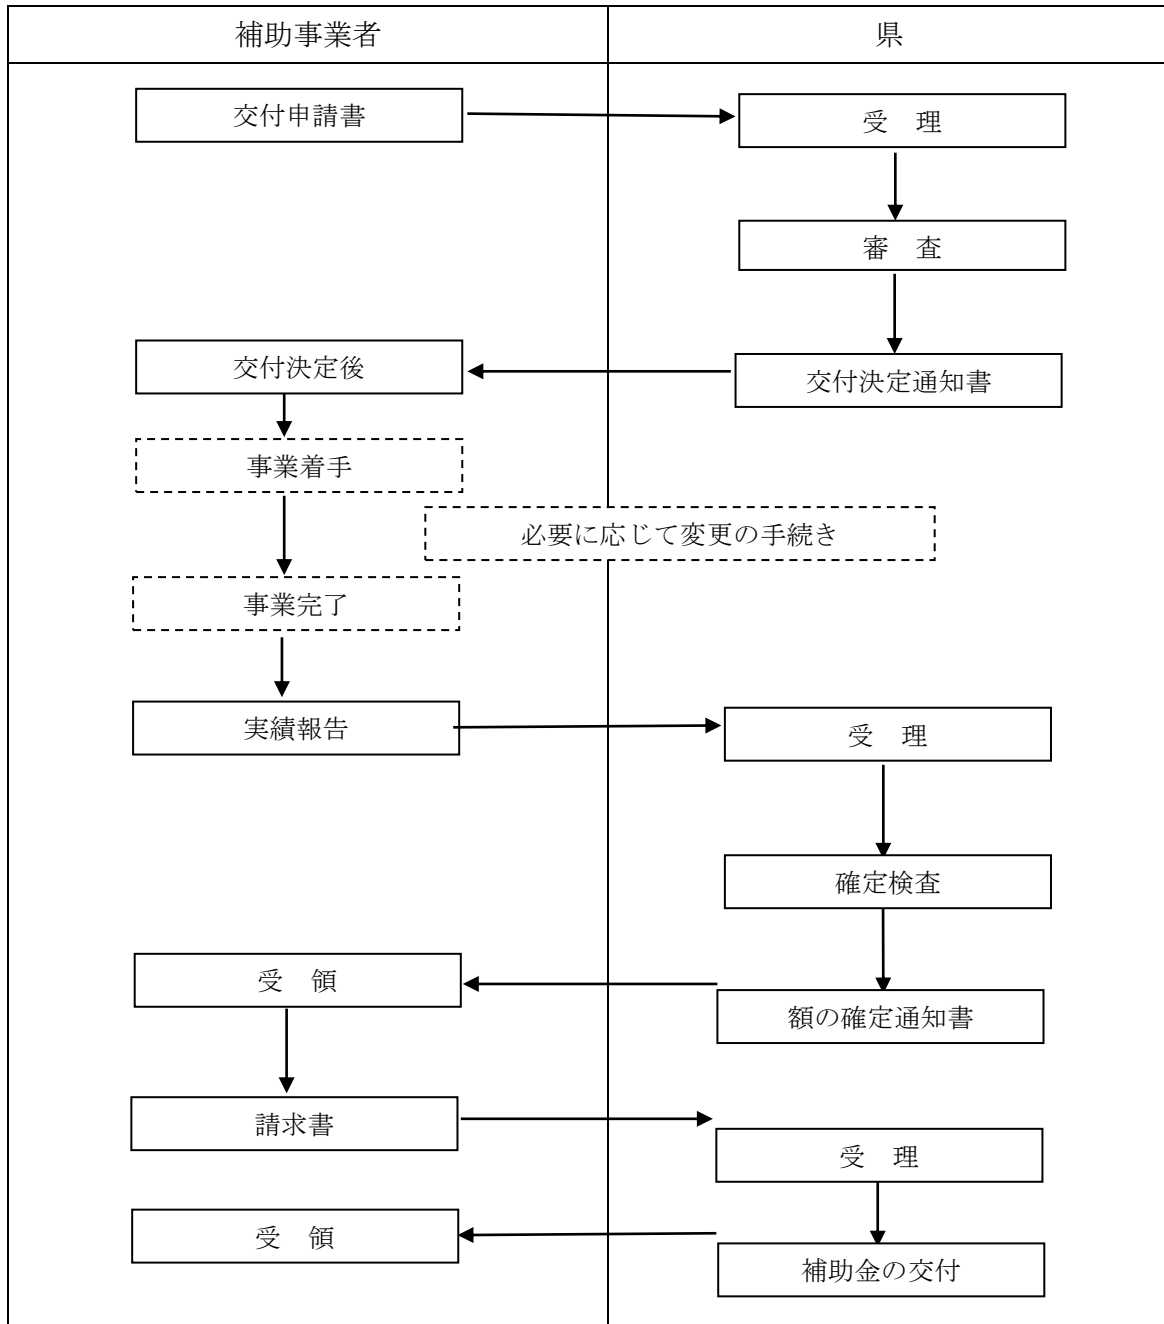 補助事業者
県
交付申請書
受　理
審　査
交付決定後
交付決定通知書
事業着手
必要に応じて変更の手続き
事業完了
実績報告
受　理
確定検査
受　領
額の確定通知書
請求書
受　理
受　領
補助金の交付